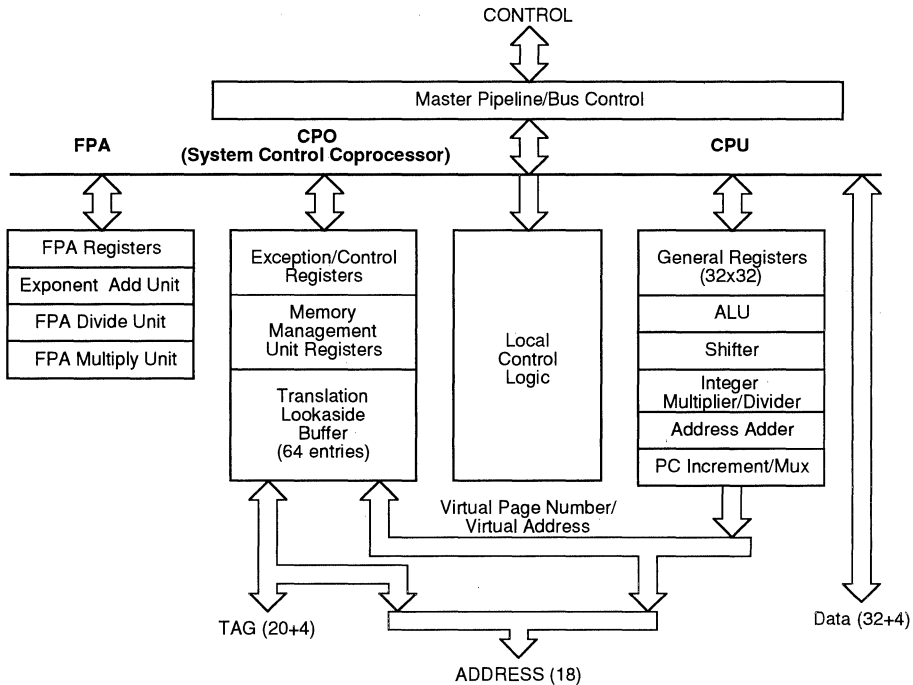 CONTROL
Master Pipeline/Bus Control
FPA
CPO
(System Control Coprocessor)
CPU
FPA Registers
Exponent Add Unit
FPA Divide Unit
FPA Multiply Unit
Exception/Control
Registers
Memory
Management
Unit Registers
Translation
Lookaside
Buffer
(64 entries)
Local
Control
Logic
General Registers
(32x32)
ALU
Shifter
Integer
Multiplier/Divider
Address Adder
PC Increment/Mux
Virtual Page Number/
Virtual Address
TAG (20+4)
Data (32+4)
ADDRESS (18)